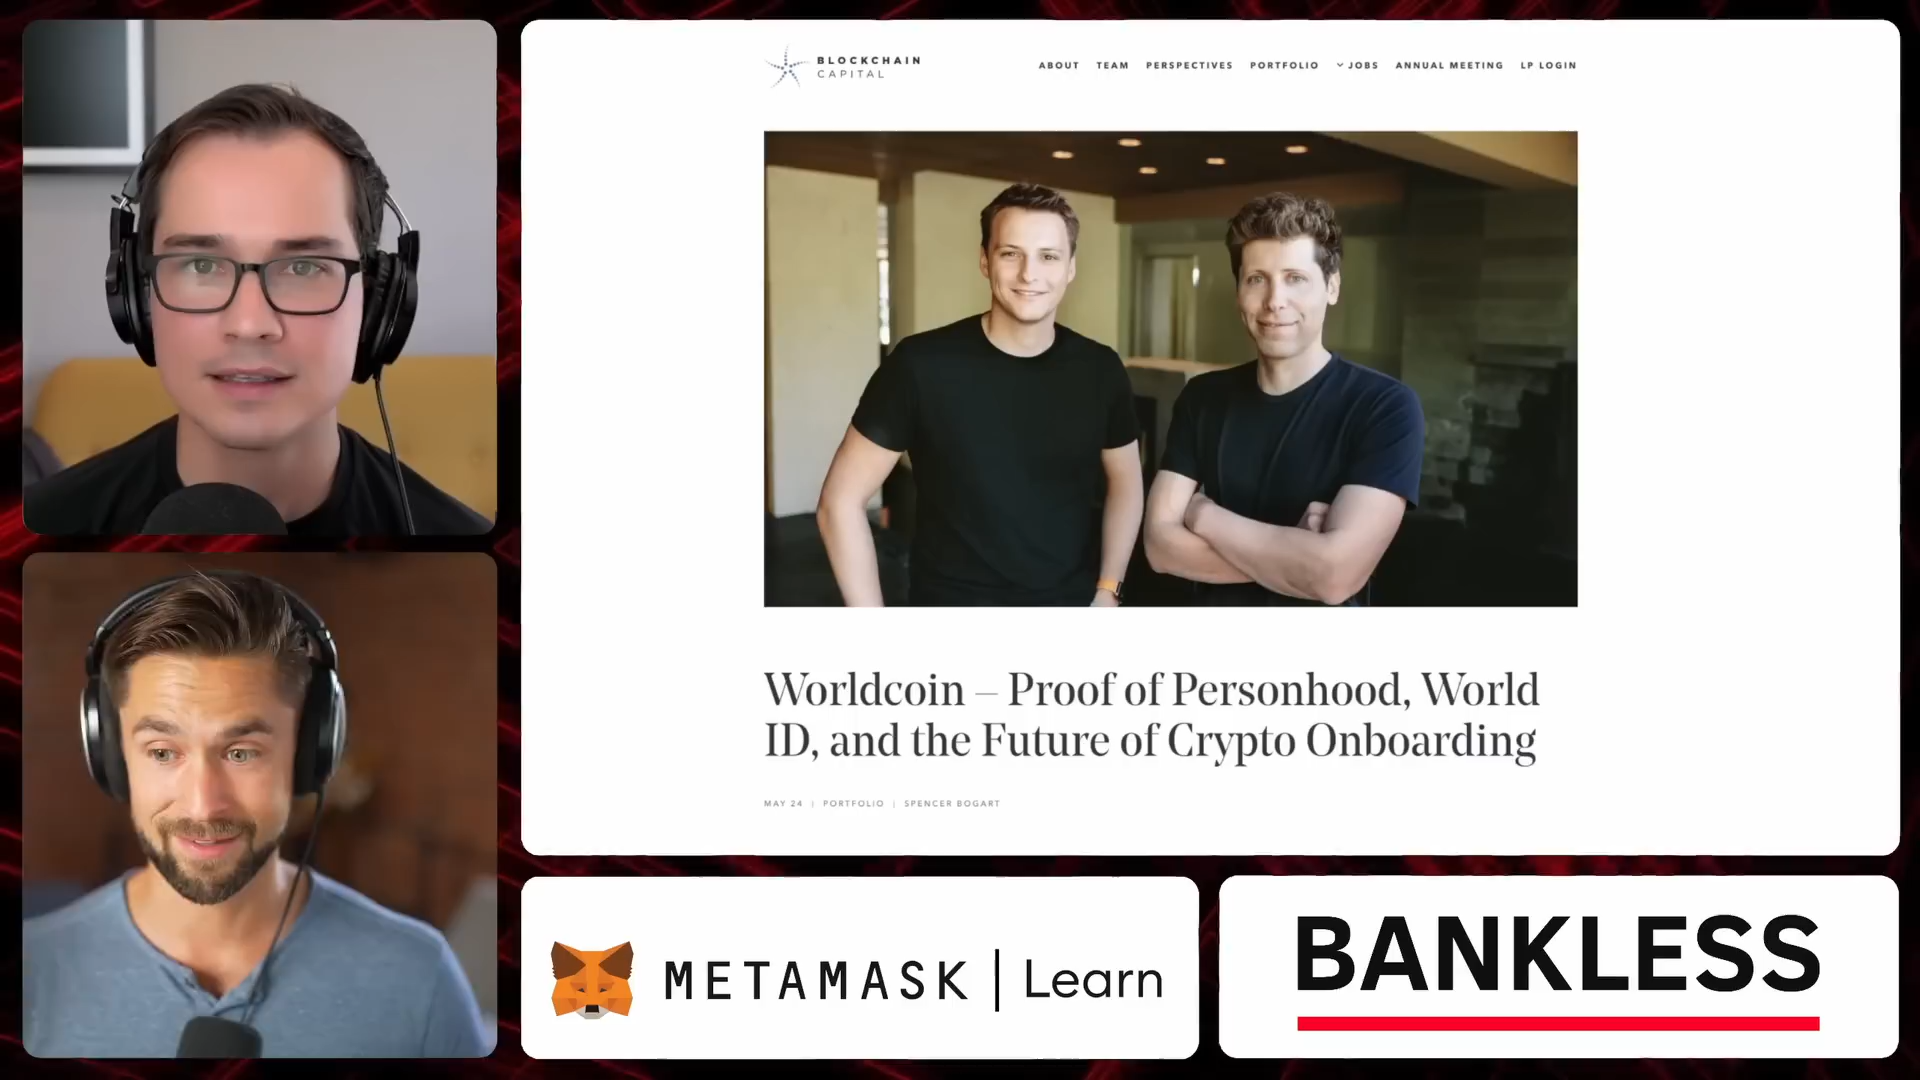 BLOCKCHAIN
CAPITAL
ABOUT TEAM PERSPECTIVES PORTFOLIO JOBS ANNUAL MEETING LP LOGIN
Worldcoin – Proof of Personhood, World
ID, and the Future of Crypto Onboarding
MAY 24 | PORTFOLIO | SPENCER BOGART
METAMASK | Learn
BANKLESS